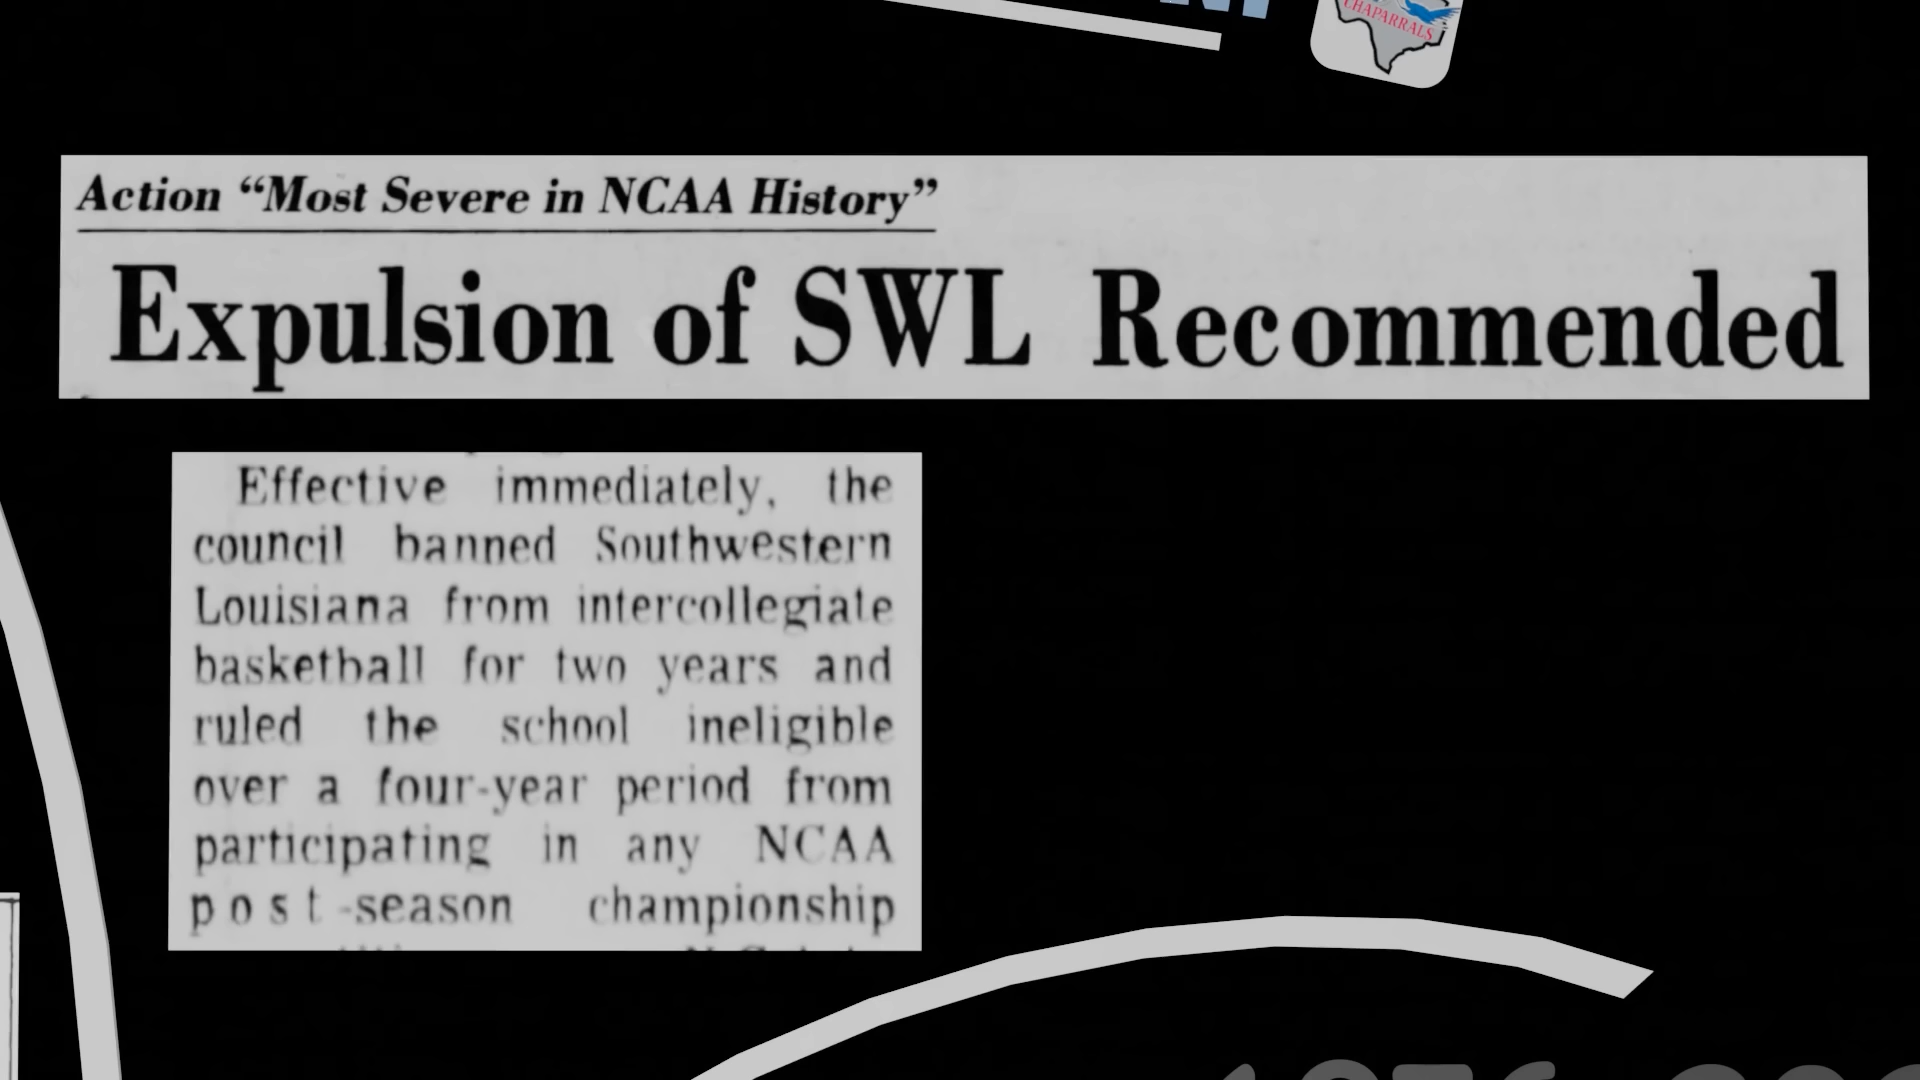 CHAPARRALS
Action “Most Severe in NCAA History”
Expulsion of SWL Recommended
Effective immediately, the
council banned Southwestern
Louisiana from intercollegiate
basketball for two years and
ruled the school ineligible
over a four-year period from
participating in any NCAA
post-season championship